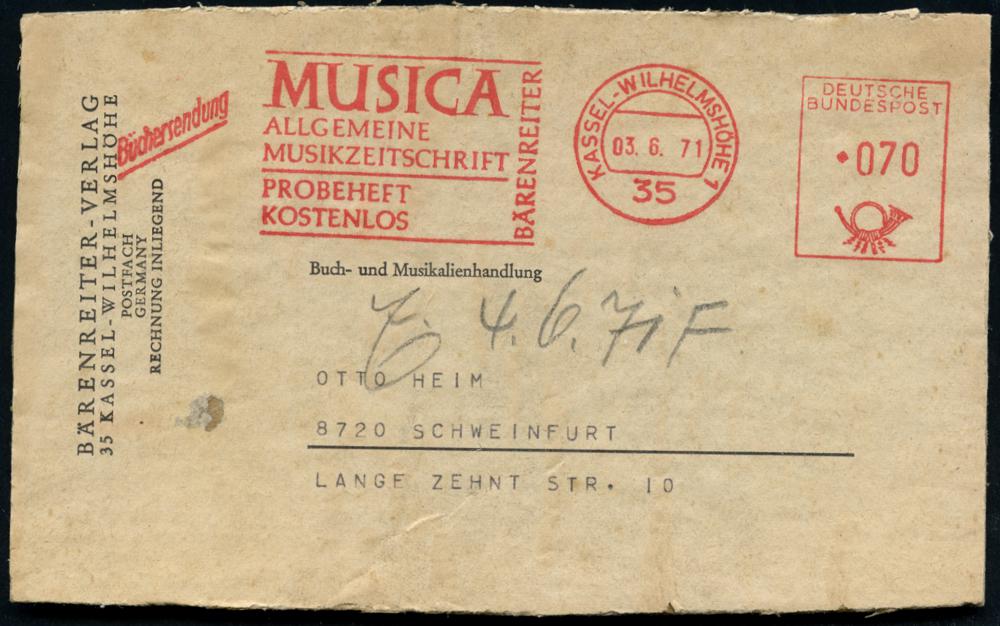 BÄRENREITER-VERLAG
35 KASSEL-WILHELMSHÖHE
POSTFACH
GERMANY
RECHNUNG INLIEGEND
Büchersendung
MUSICA
ALLGEMEINE
MUSIKZEITSCHRIFT
PROBEHEFT
KOSTENLOS
BÄRENREITER
KASSEL-WILHELMSHÖHE 1
03. 6. 71
35
DEUTSCHE
BUNDESPOST
070
Buch- und Musikalienhandlung
4.6.71 F
OTTO HEIM
8720 SCHWEINFURT
LANGE ZEHNT STR. 10